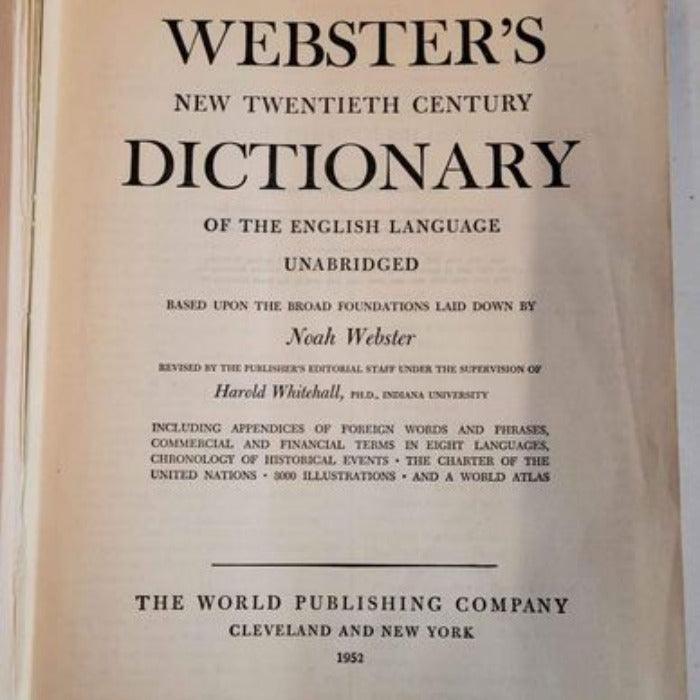 WEBSTER'S
NEW TWENTIETH CENTURY
DICTIONARY
OF THE ENGLISH LANGUAGE
UNABRIDGED
BASED UPON THE BROAD FOUNDATIONS LAID DOWN BY
Noah Webster
REVISED BY THE PUBLISHER'S EDITORIAL STAFF UNDER THE SUPERVISION OF
Harold Whitehall, PH.D., INDIANA UNIVERSITY
INCLUDING APPENDICES OF FOREIGN WORDS AND PHRASES,
COMMERCIAL AND FINANCIAL TERMS IN EIGHT LANGUAGES,
CHRONOLOGY OF HISTORICAL EVENTS • THE CHARTER OF THE
UNITED NATIONS • 3000 ILLUSTRATIONS • AND A WORLD ATLAS
THE WORLD PUBLISHING COMPANY
CLEVELAND AND NEW YORK
1952